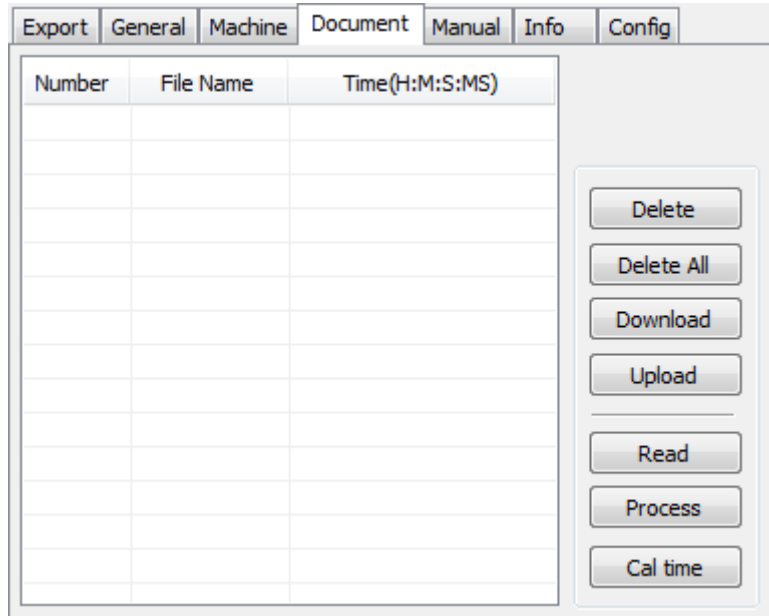 Export General Machine Document Manual Info Config
Number File Name Time(H:M:S:MS)
Delete
Delete All
Download
Upload
Read
Process
Cal time